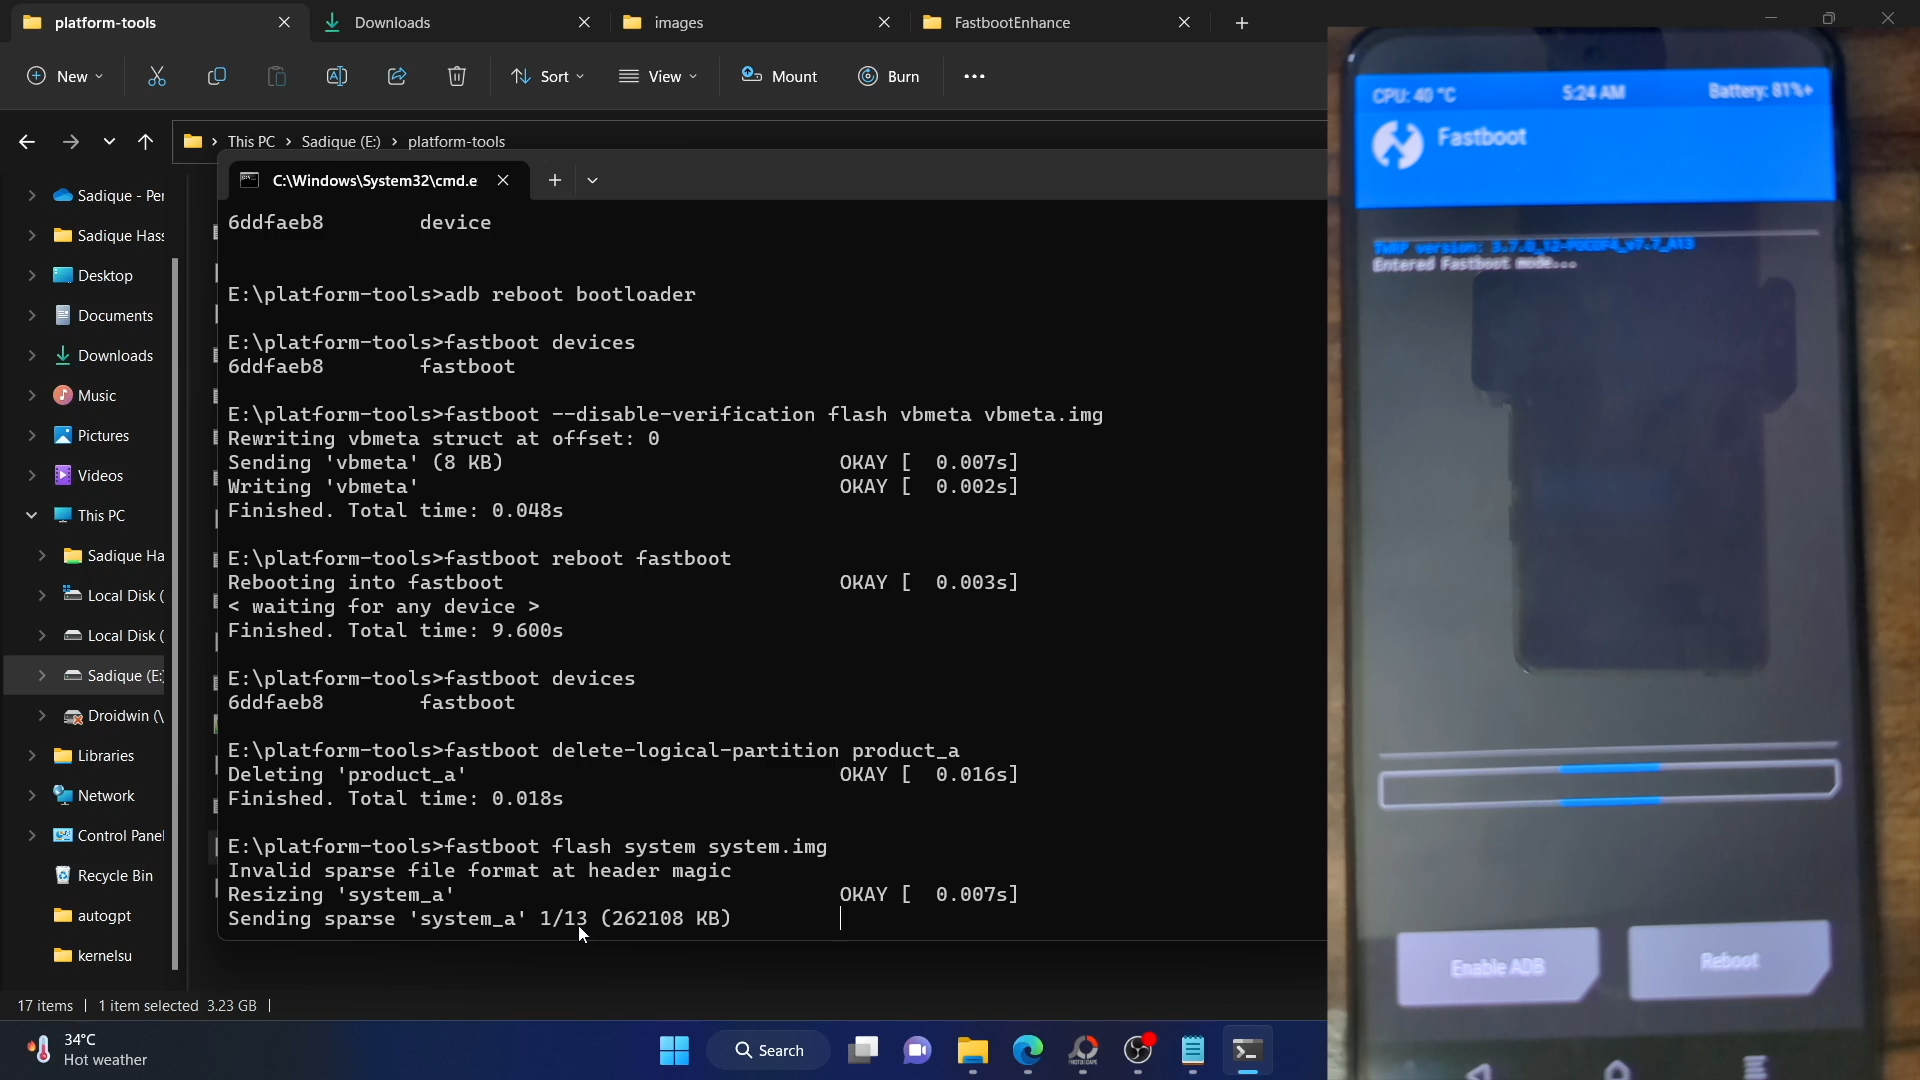 platform-tools
Downloads
images
FastbootEnhance
New
Sort
View
Mount
Burn
This PC > Sadique (E:) > platform-tools
C:\Windows\System32\cmd.e
Sadique - Per
Sadique Hass
Desktop
Documents
Downloads
Music
Pictures
Videos
This PC
Sadique Ha
Local Disk (
Local Disk (
Sadique (E:)
Droidwin (\
Libraries
Network
Control Panel
Recycle Bin
autogpt
kernelsu
6ddfaeb8 device
E:\platform-tools>adb reboot bootloader
E:\platform-tools>fastboot devices
6ddfaeb8 fastboot
E:\platform-tools>fastboot --disable-verification flash vbmeta vbmeta.img
Rewriting vbmeta struct at offset: 0
Sending 'vbmeta' (8 KB) OKAY [ 0.007s]
Writing 'vbmeta' OKAY [ 0.002s]
Finished. Total time: 0.048s
E:\platform-tools>fastboot reboot fastboot
Rebooting into fastboot OKAY [ 0.003s]
< waiting for any device >
Finished. Total time: 9.600s
E:\platform-tools>fastboot devices
6ddfaeb8 fastboot
E:\platform-tools>fastboot delete-logical-partition product_a
Deleting 'product_a' OKAY [ 0.016s]
Finished. Total time: 0.018s
E:\platform-tools>fastboot flash system system.img
Invalid sparse file format at header magic
Resizing 'system_a' OKAY [ 0.007s]
Sending sparse 'system_a' 1/13 (262108 KB)
17 items | 1 item selected 3.23 GB |
34°C
Hot weather
Search
CPU: 40 °C 5:24 AM Battery: 81%+
Fastboot
TWRP version: 3.7.0_12-POCOF4_v7.7_A13
Entered Fastboot mode...
Enable ADB
Reboot